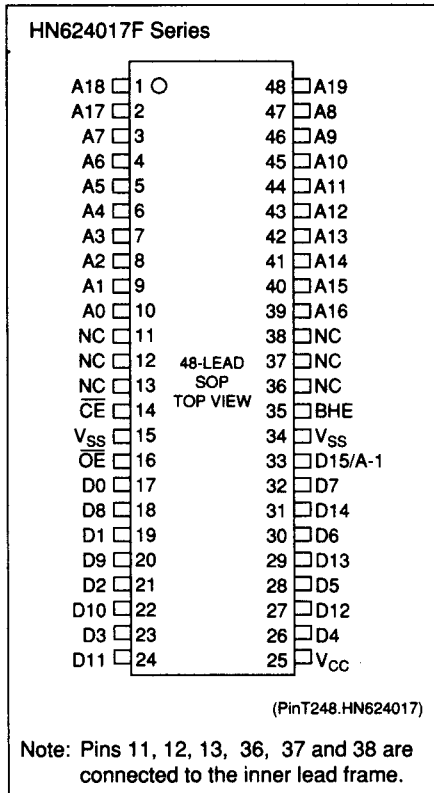 HN624017F Series
A18 1 48 A19
A17 2 47 A8
A7 3 46 A9
A6 4 45 A10
A5 5 44 A11
A4 6 43 A12
A3 7 42 A13
A2 8 41 A14
A1 9 40 A15
A0 10 39 A16
NC 11 38 NC
NC 12 48-LEAD 37 NC
NC 13 SOP 36 NC
C̅E̅ 14 TOP VIEW 35 BHE
VSS 15 34 VSS
O̅E̅ 16 33 D15/A-1
D0 17 32 D7
D8 18 31 D14
D1 19 30 D6
D9 20 29 D13
D2 21 28 D5
D10 22 27 D12
D3 23 26 D4
D11 24 25 VCC
(PinT248.HN624017)
Note: Pins 11, 12, 13, 36, 37 and 38 are
connected to the inner lead frame.